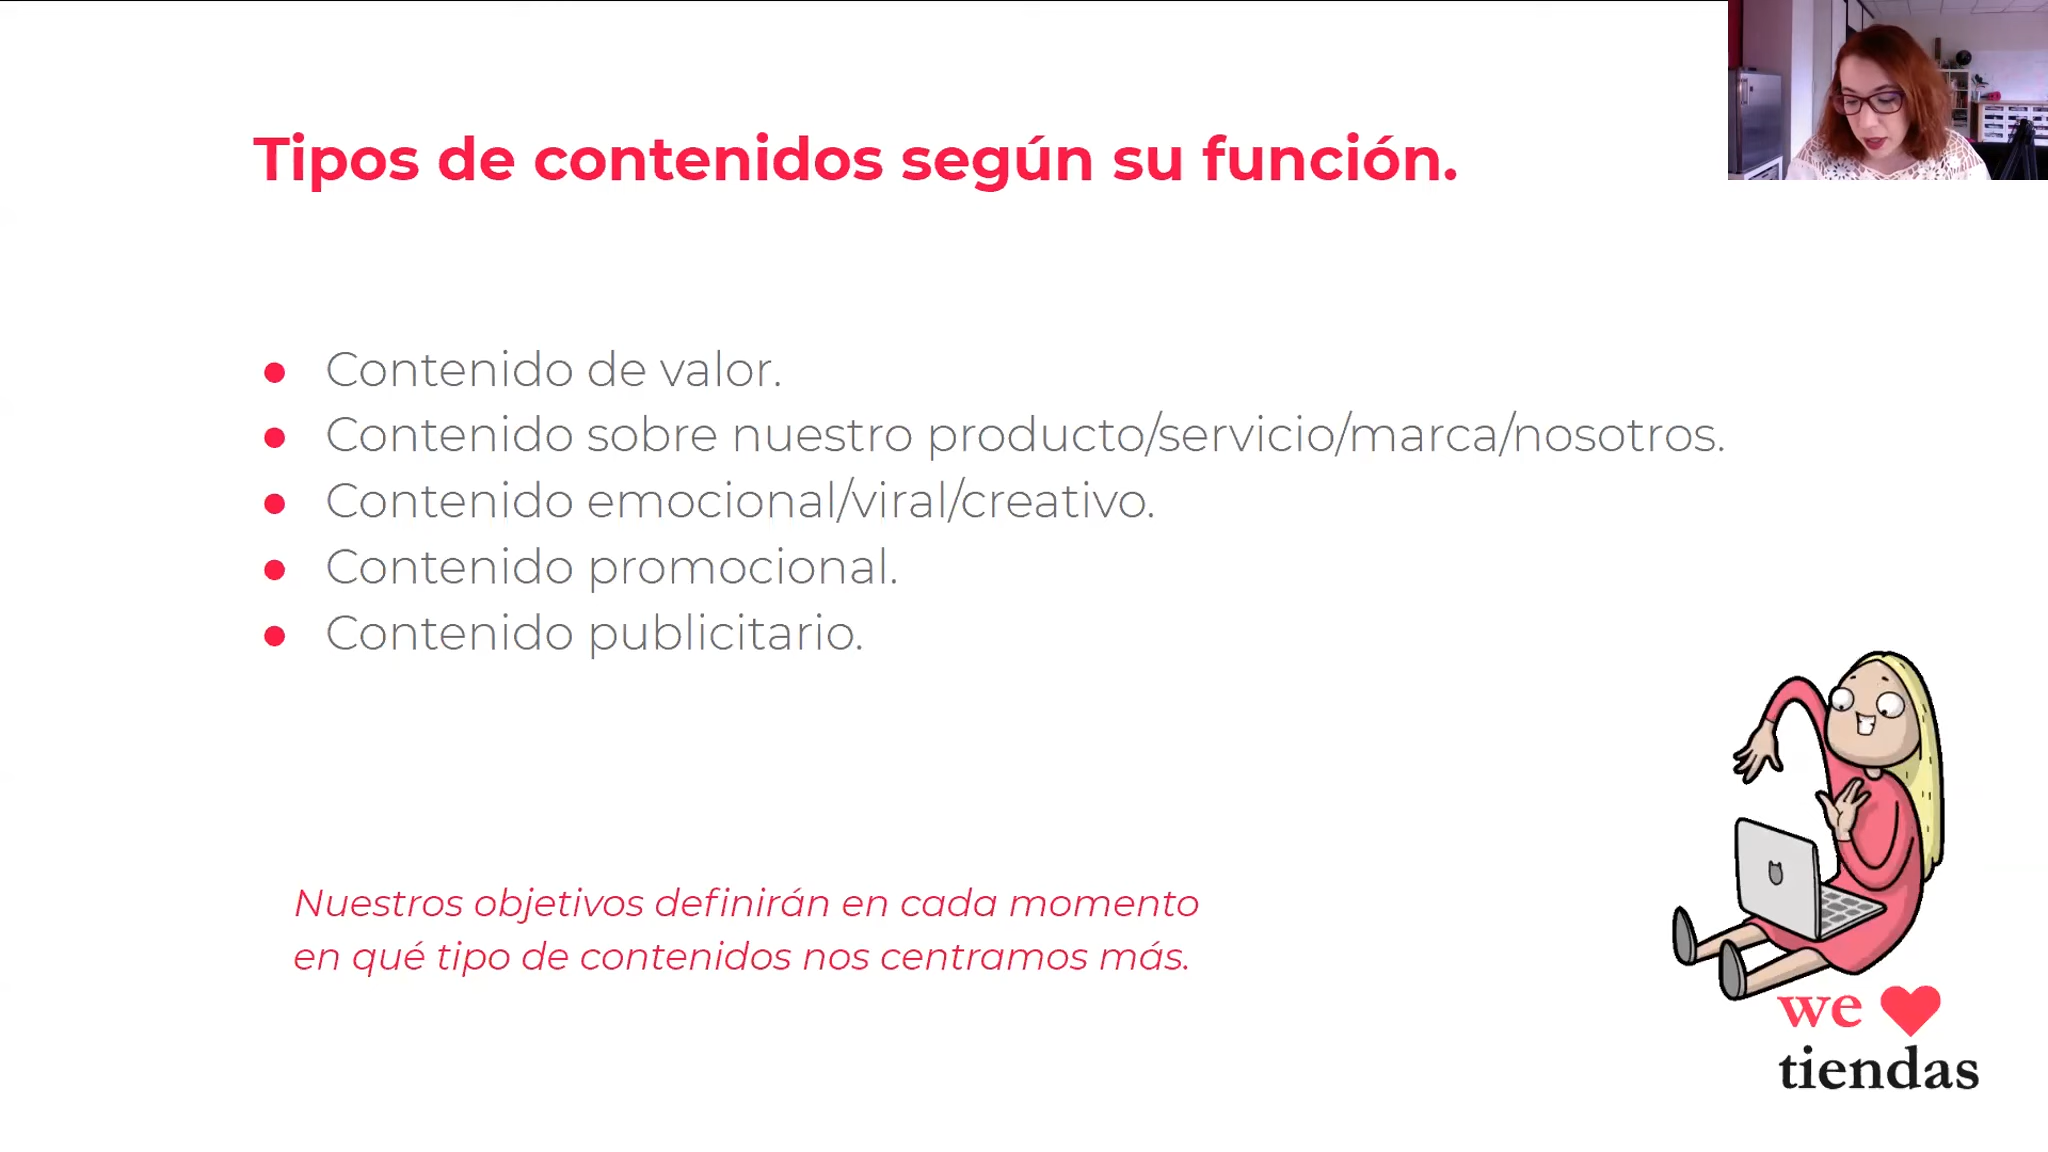 Tipos de contenidos según su función.
● Contenido de valor.
● Contenido sobre nuestro producto/servicio/marca/nosotros.
● Contenido emocional/viral/creativo.
● Contenido promocional.
● Contenido publicitario.
Nuestros objetivos definirán en cada momento
en qué tipo de contenidos nos centramos más.
we
tiendas